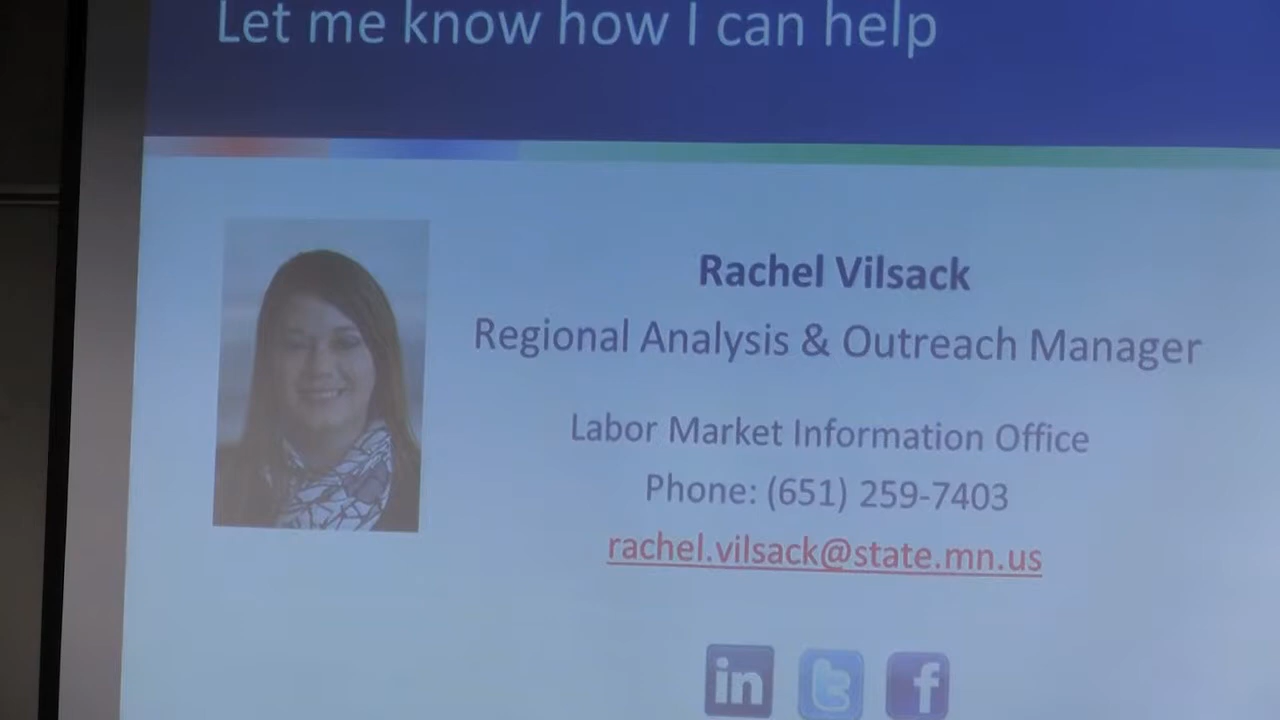 Let me know how I can help
Rachel Vilsack
Regional Analysis & Outreach Manager
Labor Market Information Office
Phone: (651) 259-7403
rachel.vilsack@state.mn.us
in t f